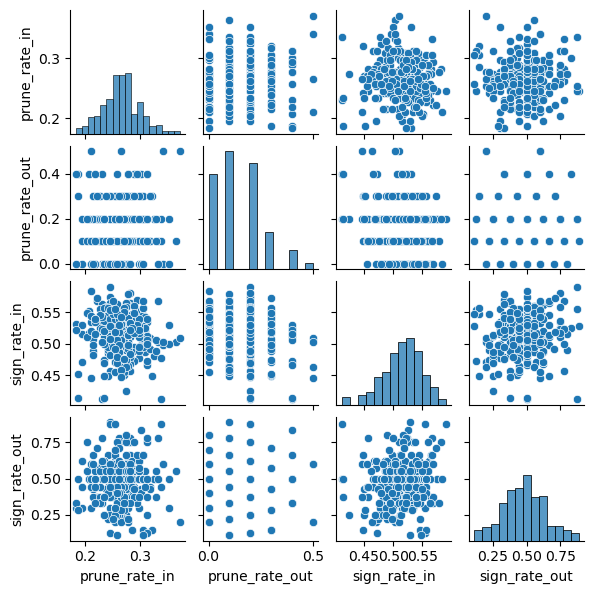 prune_rate_in
0.3
0.2
prune_rate_out
0.4
0.2
0.0
sign_rate_in
0.55
0.50
0.45
sign_rate_out
0.75
0.50
0.25
0.2 0.3
prune_rate_in
0.0 0.5
prune_rate_out
0.45 0.50 0.55
sign_rate_in
0.25 0.50 0.75
sign_rate_out